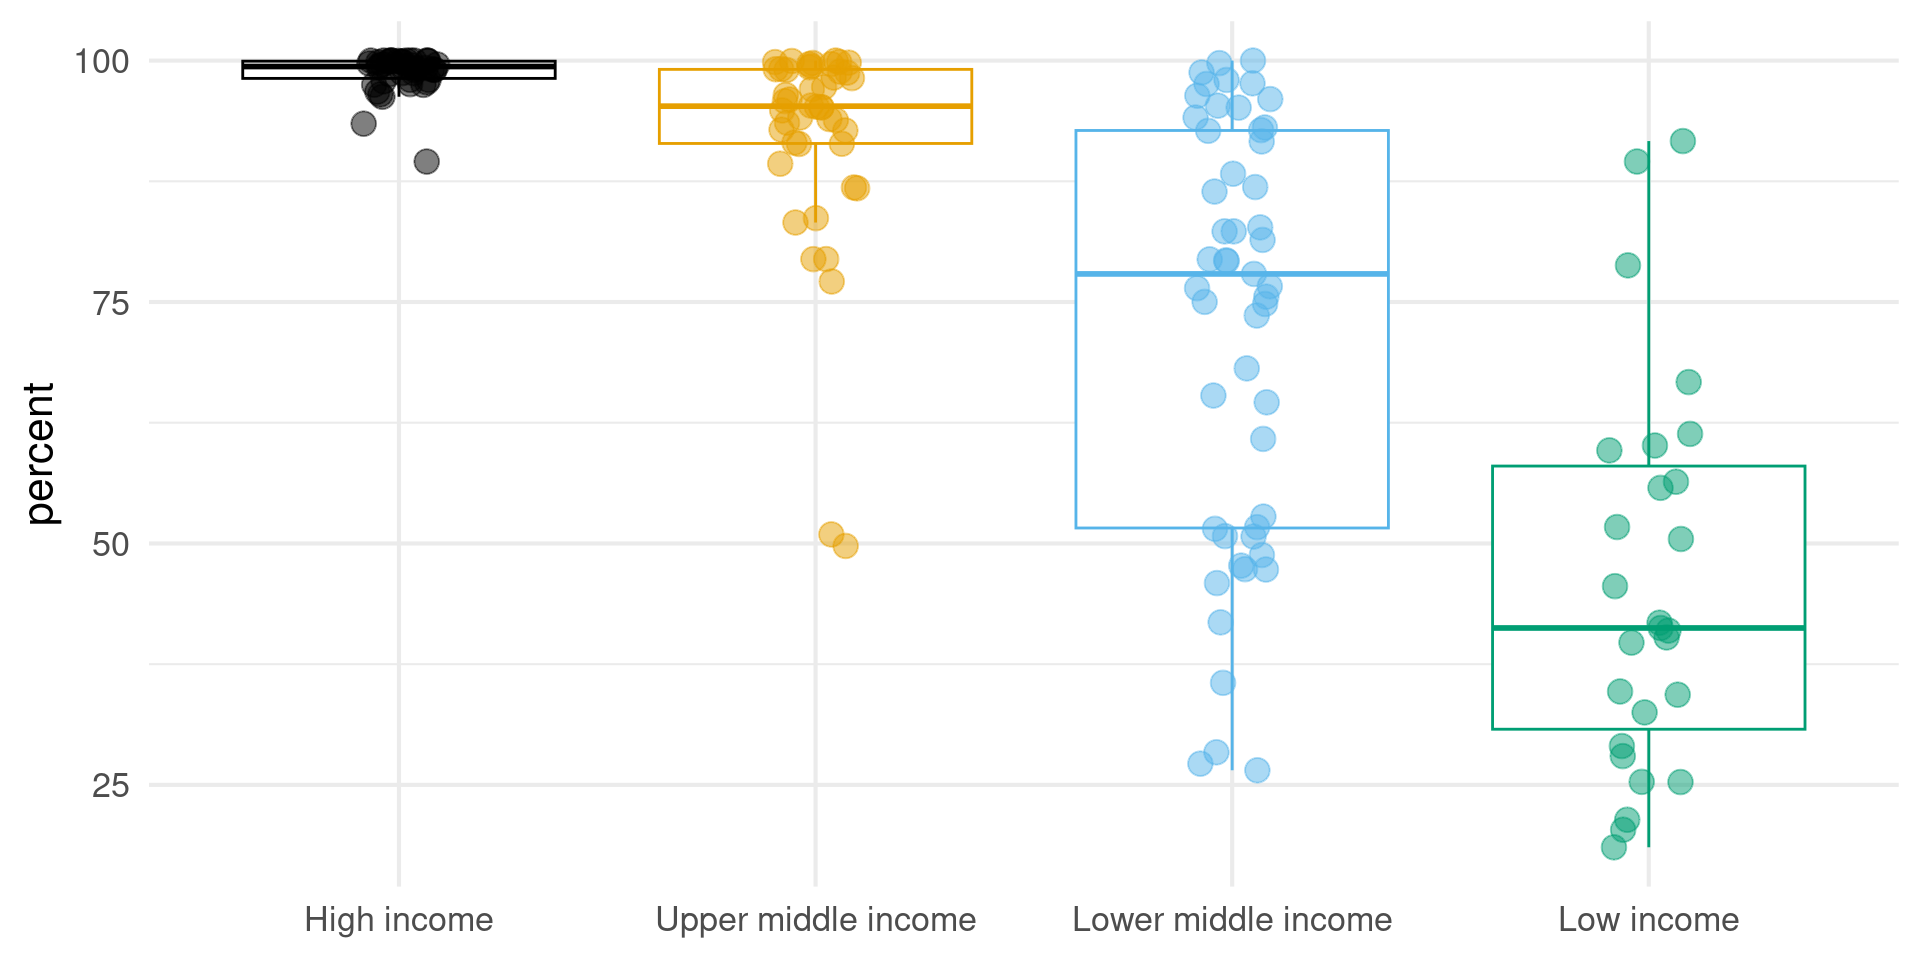 percent
100
75
50
25
High income
Upper middle income
Lower middle income
Low income